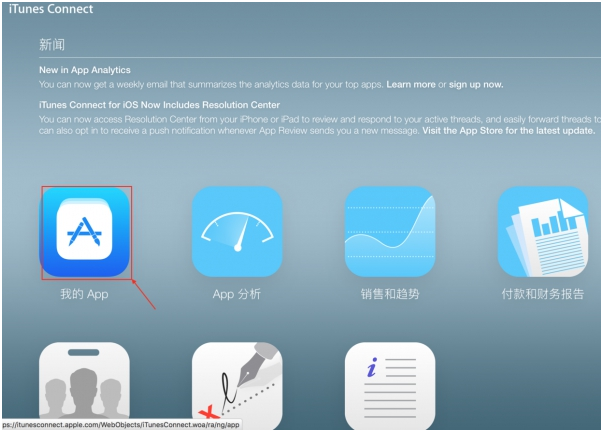 iTunes Connect
新闻
New in App Analytics
You can now get a weekly email that summarizes the analytics data for your top apps. Learn more or sign up now.
iTunes Connect for iOS Now Includes Resolution Center
You can now access Resolution Center from your iPhone or iPad to review and respond to your active threads, and easily forward threads to
can also opt in to receive a push notification whenever App Review sends you a new message. Visit the App Store for the latest update.
我的 App
App 分析
销售和趋势
付款和财务报告
ps://itunesconnect.apple.com/WebObjects/iTunesConnect.woa/ra/ng/app